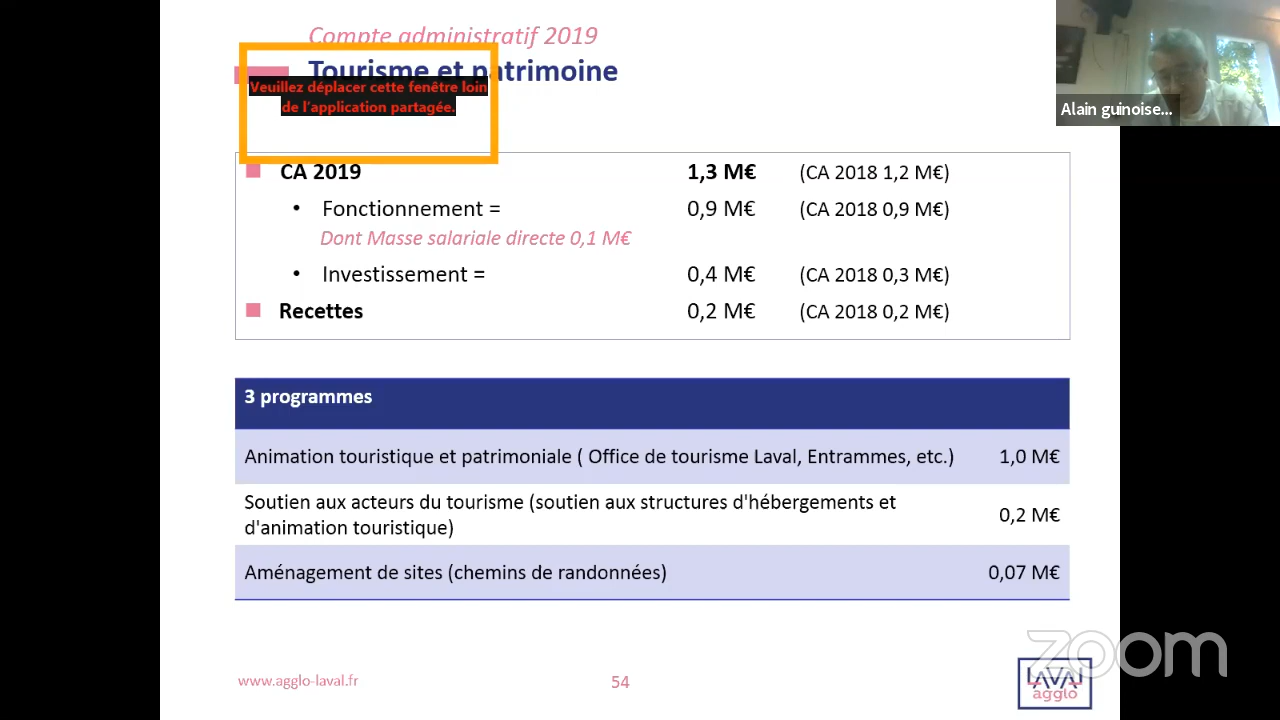 Compte administratif 2019
Tourisme et patrimoine
Veuillez déplacer cette fenêtre loin
de l'application partagée.
Alain guinoise...
CA 2019 1,3 M€ (CA 2018 1,2 M€)
• Fonctionnement = 0,9 M€ (CA 2018 0,9 M€)
Dont Masse salariale directe 0,1 M€
• Investissement = 0,4 M€ (CA 2018 0,3 M€)
Recettes 0,2 M€ (CA 2018 0,2 M€)
3 programmes
Animation touristique et patrimoniale ( Office de tourisme Laval, Entrammes, etc.) 1,0 M€
Soutien aux acteurs du tourisme (soutien aux structures d'hébergements et
d'animation touristique) 0,2 M€
Aménagement de sites (chemins de randonnées) 0,07 M€
www.agglo-laval.fr
54
zoom
LAVAL
agglo